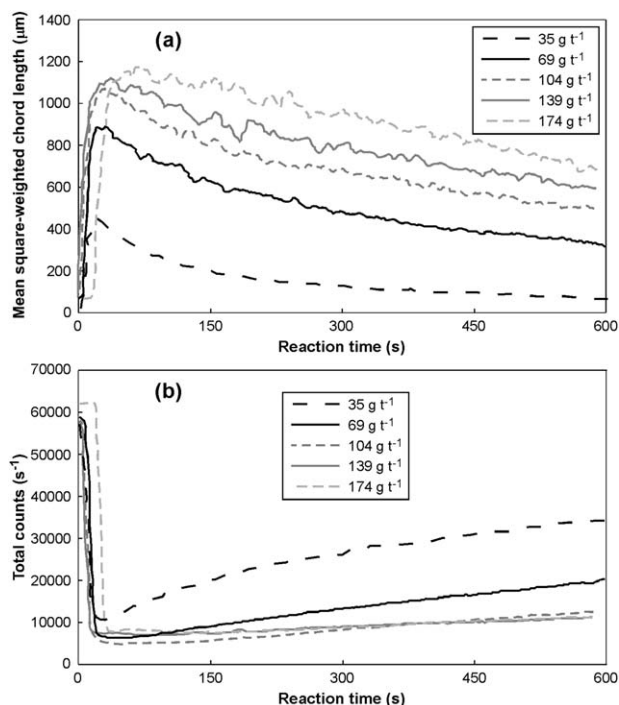 (a)
Mean square-weighted chord length (μm)
1400
1200
1000
800
600
400
200
0
0 150 300 450 600
Reaction time (s)
35 g t⁻¹
69 g t⁻¹
104 g t⁻¹
139 g t⁻¹
174 g t⁻¹
(b)
Total counts (s⁻¹)
70000
60000
50000
40000
30000
20000
10000
0
0 150 300 450 600
Reaction time (s)
35 g t⁻¹
69 g t⁻¹
104 g t⁻¹
139 g t⁻¹
174 g t⁻¹